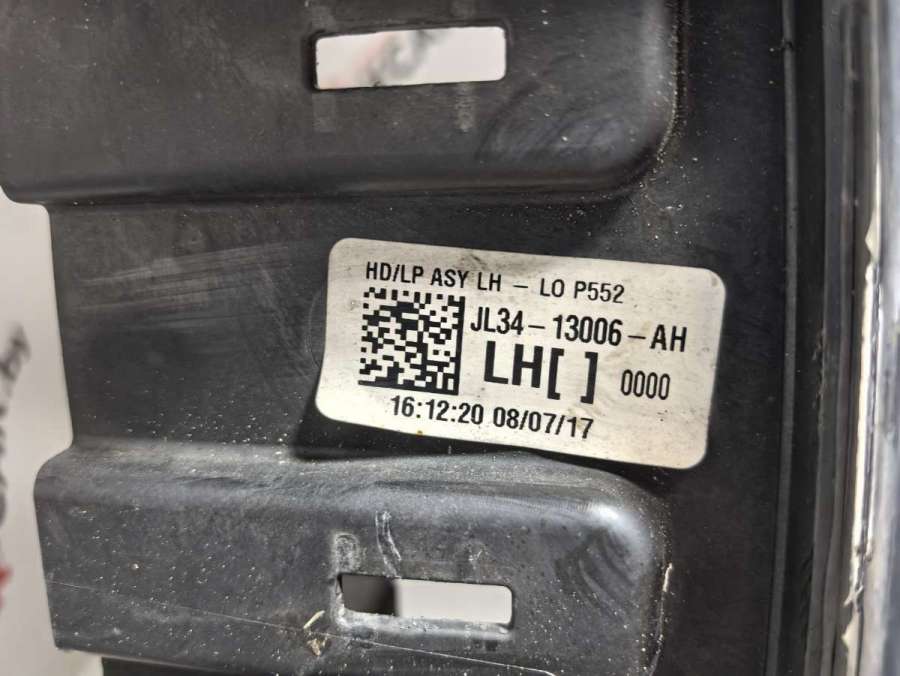 HD/LP ASY LH – LO P552
JL34–13006–AH
LH[ ] 0000
16:12:20 08/07/17